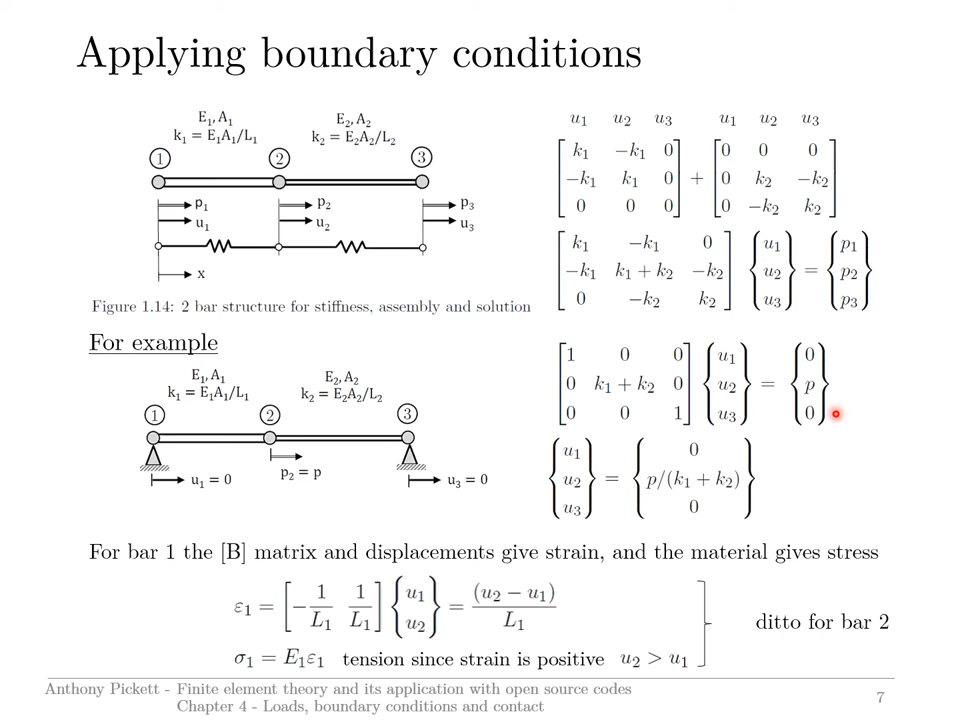 Applying boundary conditions
E₁, A₁
k₁ = E₁A₁/L₁
E₂, A₂
k₂ = E₂A₂/L₂
1 2 3
p₁ p₂ p₃
u₁ u₂ u₃
x
Figure 1.14: 2 bar structure for stiffness, assembly and solution
For example
E₁, A₁
k₁ = E₁A₁/L₁
E₂, A₂
k₂ = E₂A₂/L₂
1 2 3
u₁ = 0 p₂ = p u₃ = 0
u₁ u₂ u₃ u₁ u₂ u₃
[k₁ −k₁ 0] [0 0 0]
[−k₁ k₁ 0] + [0 k₂ −k₂]
[0 0 0] [0 −k₂ k₂]
[k₁ −k₁ 0] {u₁} {p₁}
[−k₁ k₁ + k₂ −k₂] {u₂} = {p₂}
[0 −k₂ k₂] {u₃} {p₃}
[1 0 0] {u₁} {0}
[0 k₁ + k₂ 0] {u₂} = {p}
[0 0 1] {u₃} {0}
{u₁} {0}
{u₂} = {p/(k₁ + k₂)}
{u₃} {0}
For bar 1 the [B] matrix and displacements give strain, and the material gives stress
ε₁ = [−1/L₁ 1/L₁] {u₁ u₂} = (u₂ − u₁)/L₁
σ₁ = E₁ε₁ tension since strain is positive u₂ > u₁
ditto for bar 2
Anthony Pickett - Finite element theory and its application with open source codes
Chapter 4 - Loads, boundary conditions and contact
7